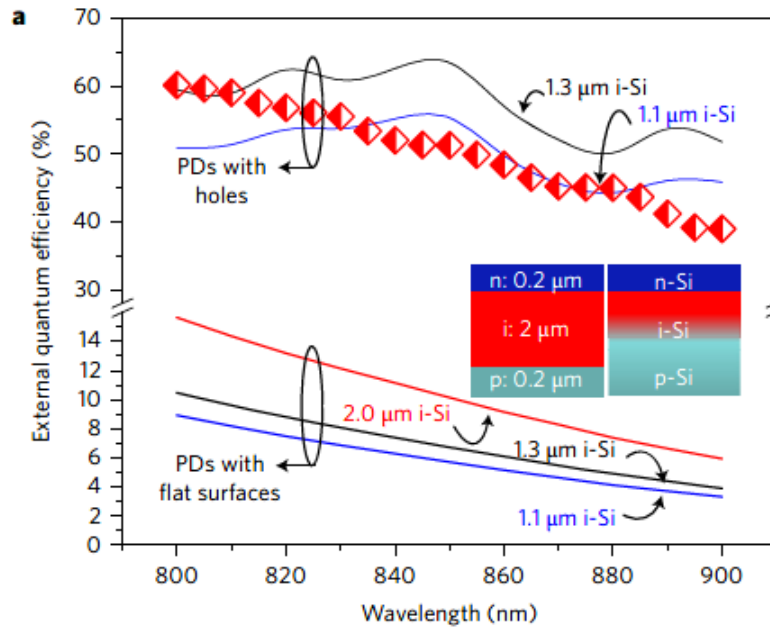 a
External quantum efficiency (%)
70
60
50
40
30
14
12
10
8
6
4
2
0
1.3 μm i-Si
1.1 μm i-Si
PDs with
holes
n: 0.2 μm
i: 2 μm
p: 0.2 μm
n-Si
i-Si
p-Si
2.0 μm i-Si
1.3 μm i-Si
PDs with
flat surfaces
1.1 μm i-Si
800
820
840
860
880
900
Wavelength (nm)